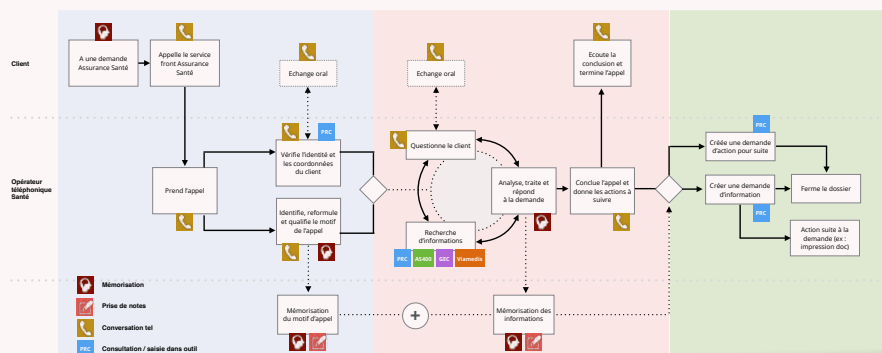 Client
A une demande
Assurance Santé
Appelle le service
front Assurance
Santé
Echange oral
Echange oral
Ecoute la
conclusion et
termine l'appel
Opérateur
téléphonique
Santé
Prend l'appel
PRC
Vérifie l'identité et
les coordonnées
du client
Identifie, reformule
et qualifie le motif
de l'appel
Questionne le client
Recherche
d'informations
PRC
AS400
GEC
Viamedis
Analyse, traite et
répond
à la demande
Conclue l'appel et
donne les actions à
suivre
PRC
Créée une demande
d'action pour suite
Créer une demande
d'information
PRC
Ferme le dossier
Action suite à la
demande (ex :
impression doc)
Mémorisation
du motif d'appel
+
Mémorisation des
informations
Mémorisation
Prise de notes
Conversation tel
PRC
Consultation / saisie dans outil